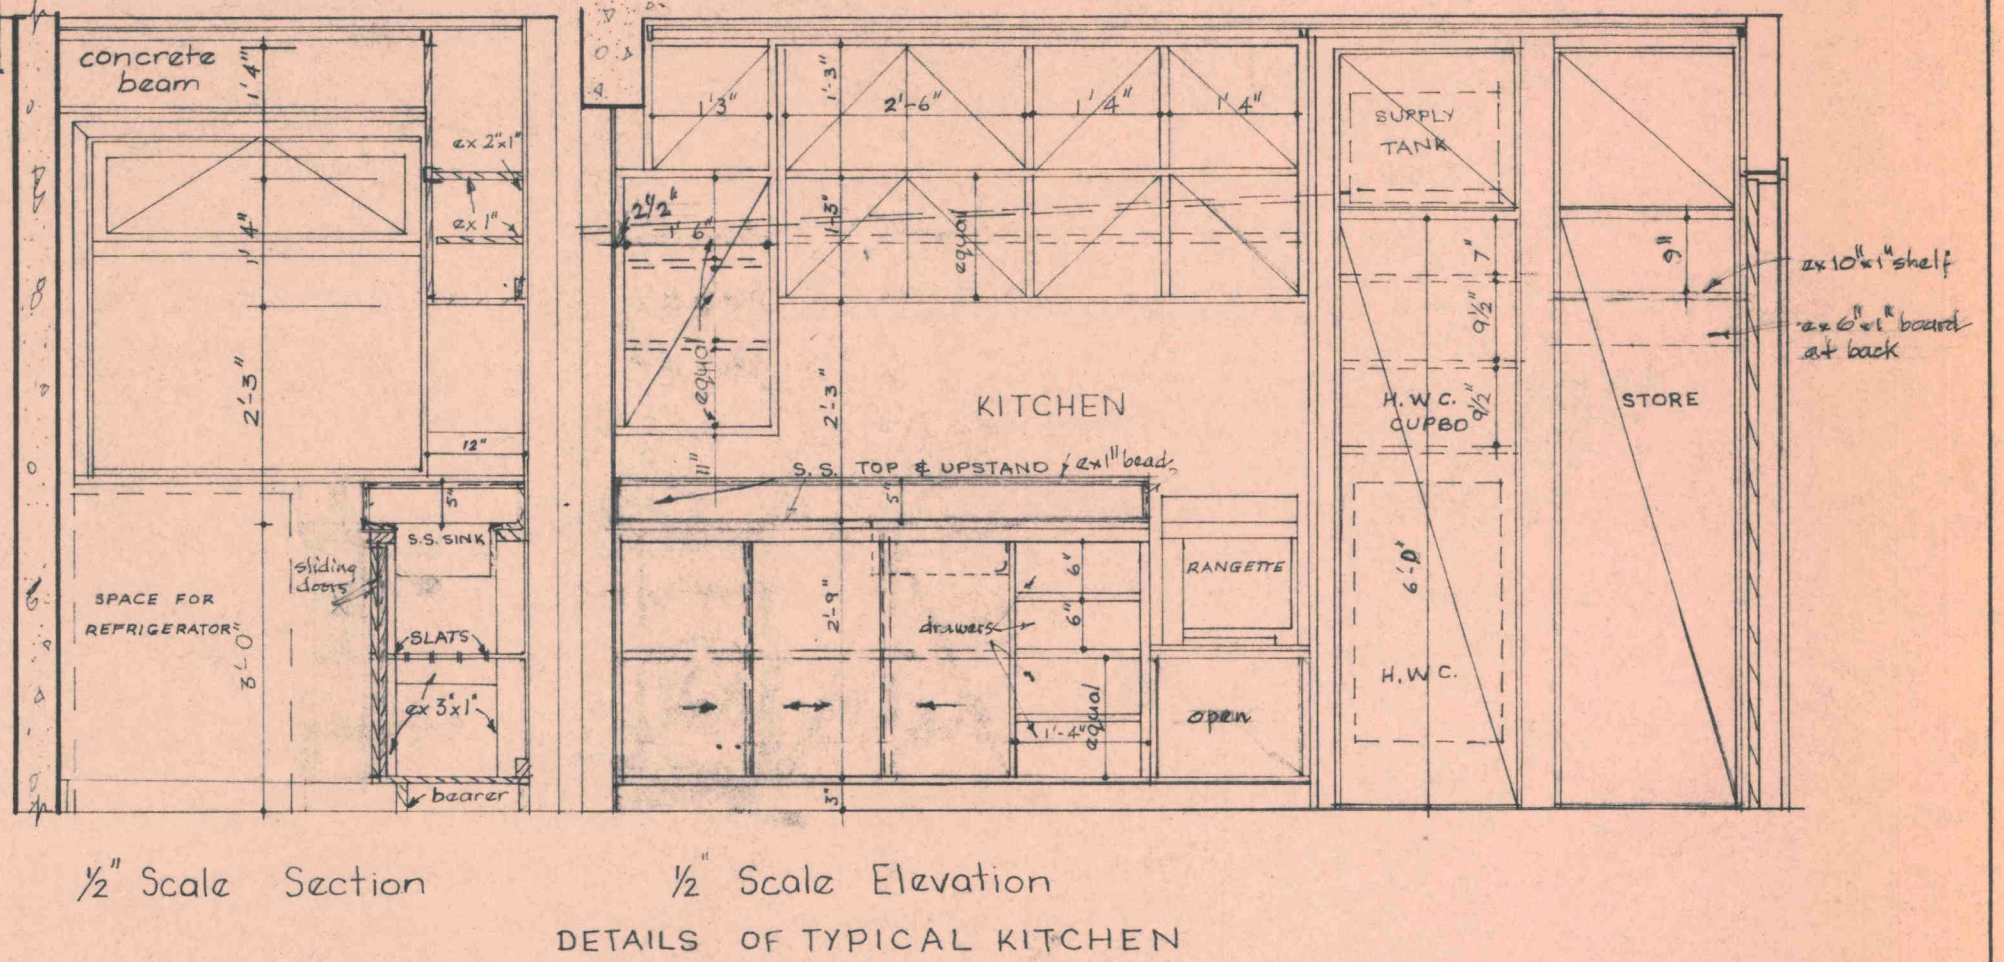 concrete
beam
1'4"
ex 2"x1"
ex 1"
1' 4"
2'-3"
12"
5"
S.S. SINK
sliding
doors
SPACE FOR
REFRIGERATOR
3'-0"
SLATS
ex 3"x1"
bearer
1'3"
1'-3"
2'-6"
1'4"
1'4"
2½"
1' 6"
1'-3"
equal
equal
2'-3"
11"
KITCHEN
S.S. TOP & UPSTAND
ex1" bead
5"
6"
6"
2'-9"
drawers
equal
1'-4"
3"
RANGETTE
open
SUPPLY
TANK
7"
9½"
9½"
H.W.C.
CUPBD
6'-0"
H.W.C.
9"
STORE
ex 10"x1" shelf
ex 6"x1" board
at back
½" Scale Section
½" Scale Elevation
DETAILS OF TYPICAL KITCHEN